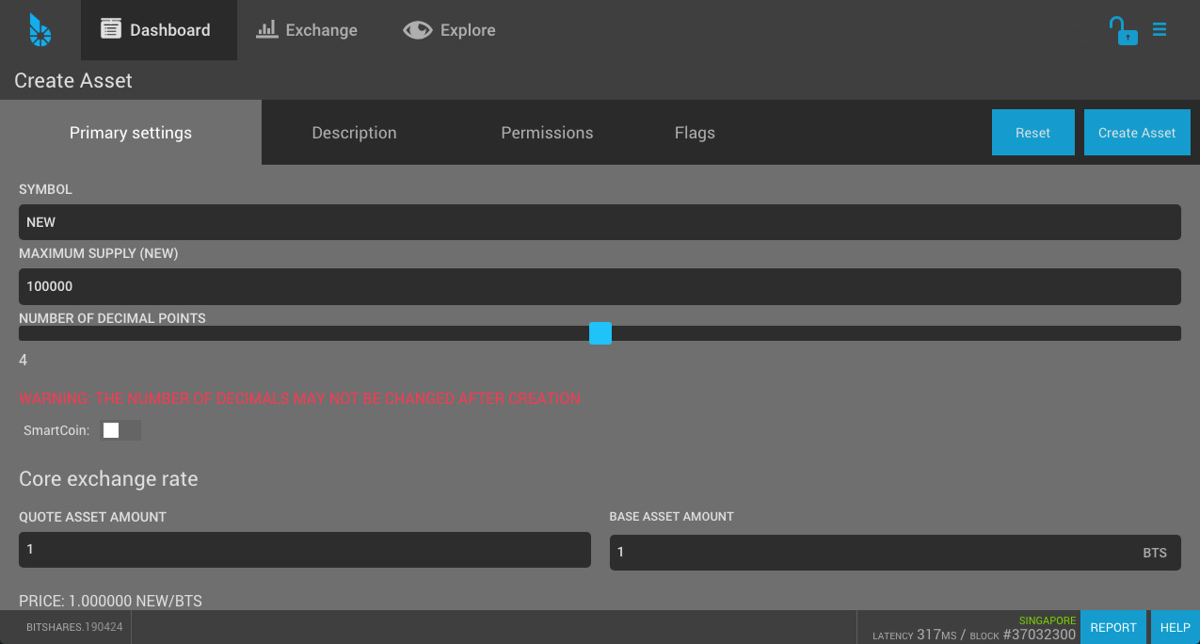 Dashboard Exchange Explore
Create Asset
Primary settings Description Permissions Flags Reset Create Asset
SYMBOL
NEW
MAXIMUM SUPPLY (NEW)
100000
NUMBER OF DECIMAL POINTS
4
WARNING: THE NUMBER OF DECIMALS MAY NOT BE CHANGED AFTER CREATION
SmartCoin:
Core exchange rate
QUOTE ASSET AMOUNT BASE ASSET AMOUNT
1 1 BTS
PRICE: 1.000000 NEW/BTS
BITSHARES.190424 SINGAPORE
LATENCY 317MS / BLOCK #37032300 REPORT HELP